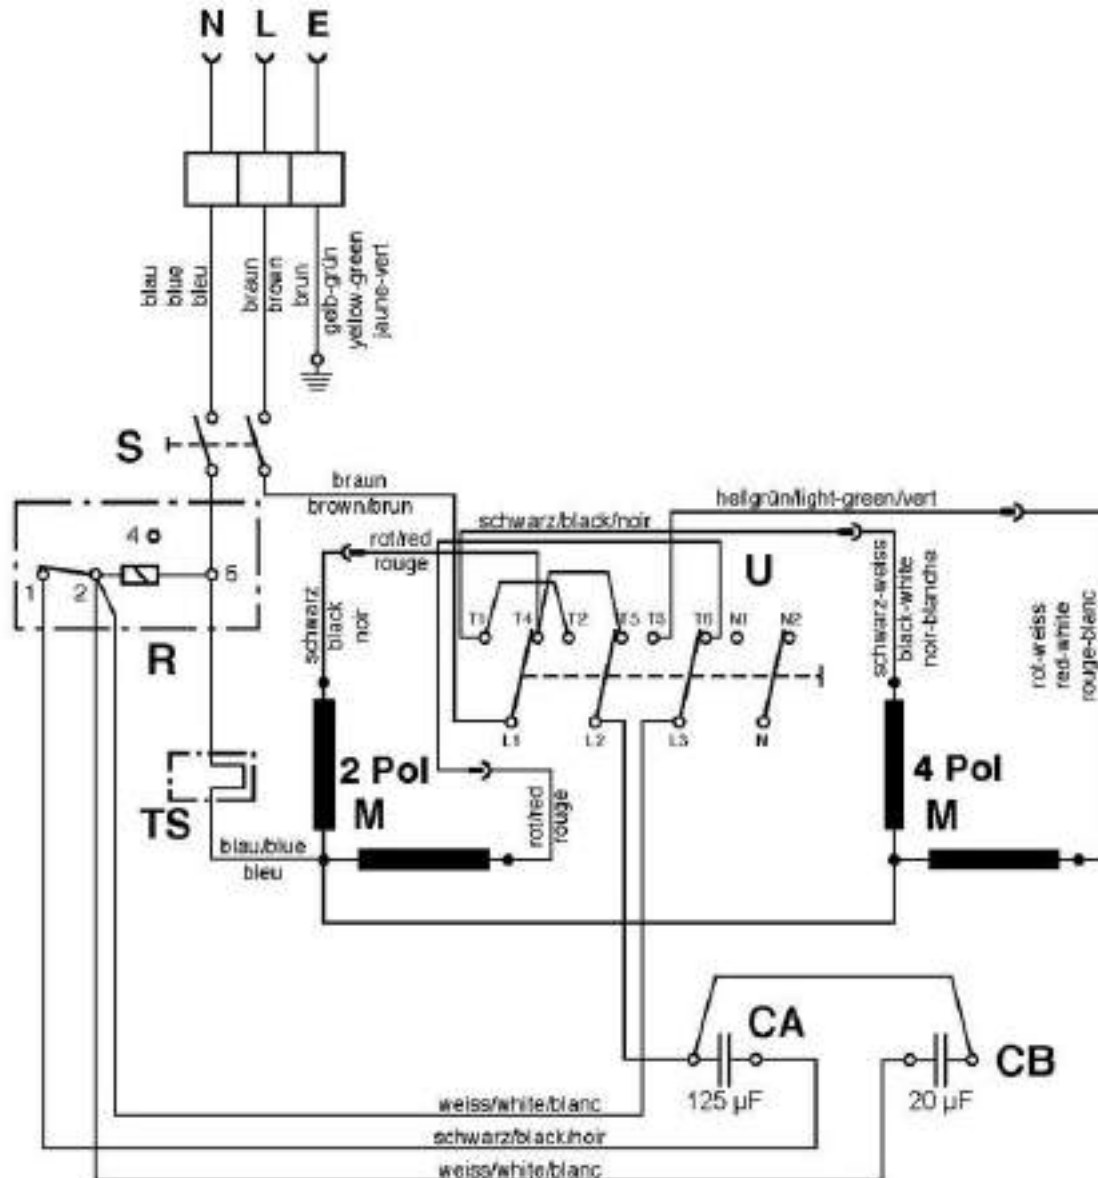 N L E
blau
blue
bleu
braun
brown
brun
gelb-grün
yellow-green
jaune-vert
S
braun
brown/brun
hellgrün/light-green/vert
schwarz/black/noir
rot/red
rouge
U
4
1
2
5
R
schwarz
black
noir
T1 T4 T2 T5 T3 T6 N1 N2
schwarz-weiss
black-white
noir-blanche
rot-weiss
red-white
rouge-blanc
L1 L2 L3 N
TS
2 Pol
M
rot/red
rouge
4 Pol
M
blau/blue
bleu
CA
CB
125 µF
20 µF
weiss/white/blanc
schwarz/black/noir
weiss/white/blanc